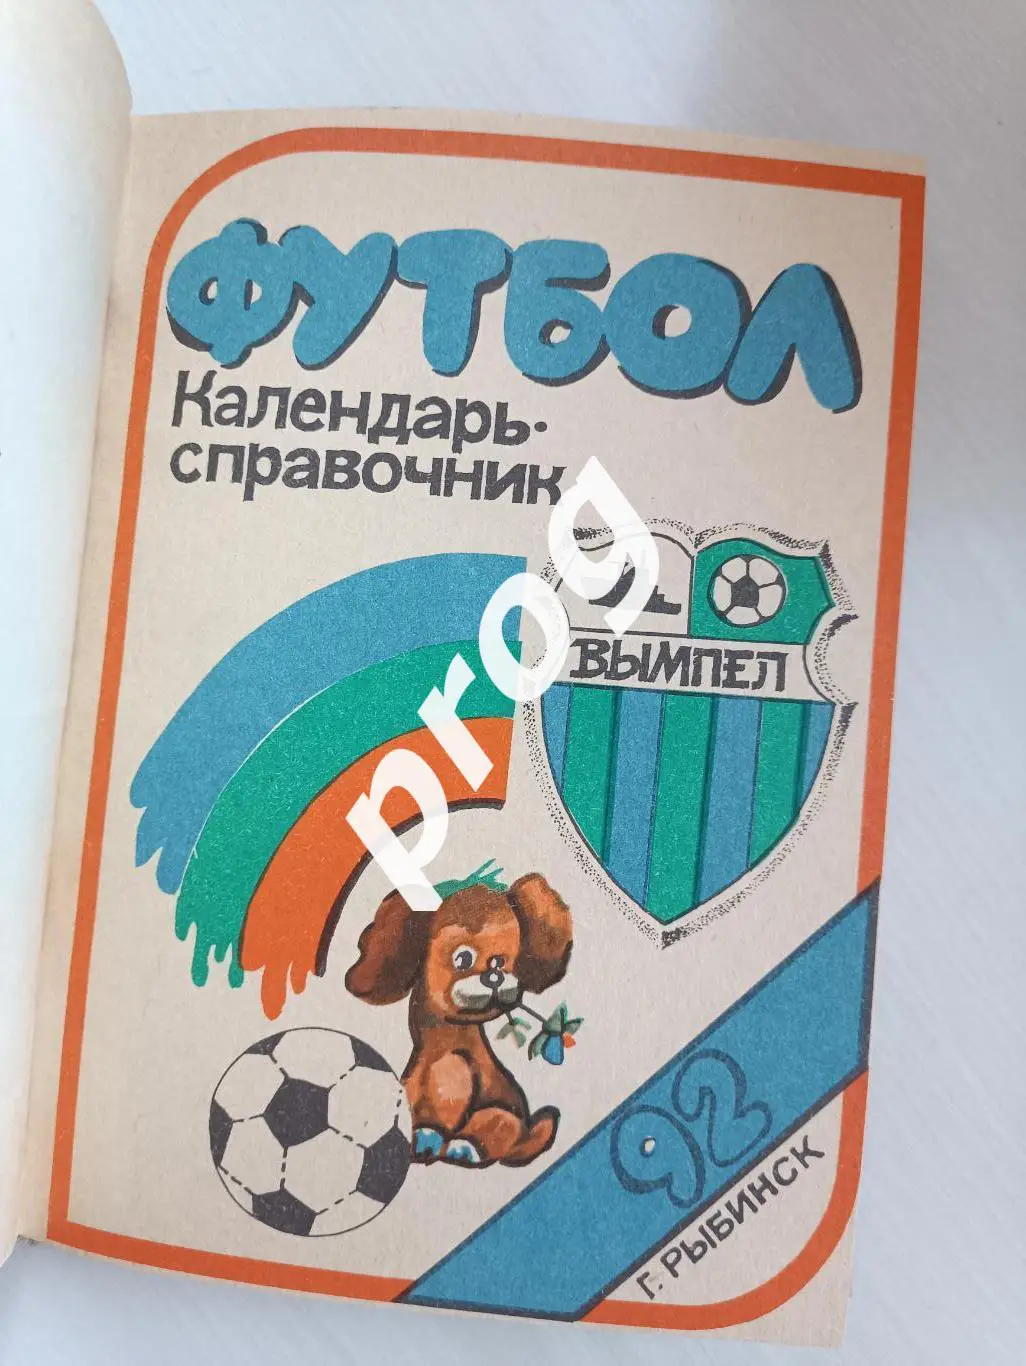 ФУТБОЛ
Календарь-
справочник
prog
ВЫМПЕЛ
92
Г. РЫБИНСК